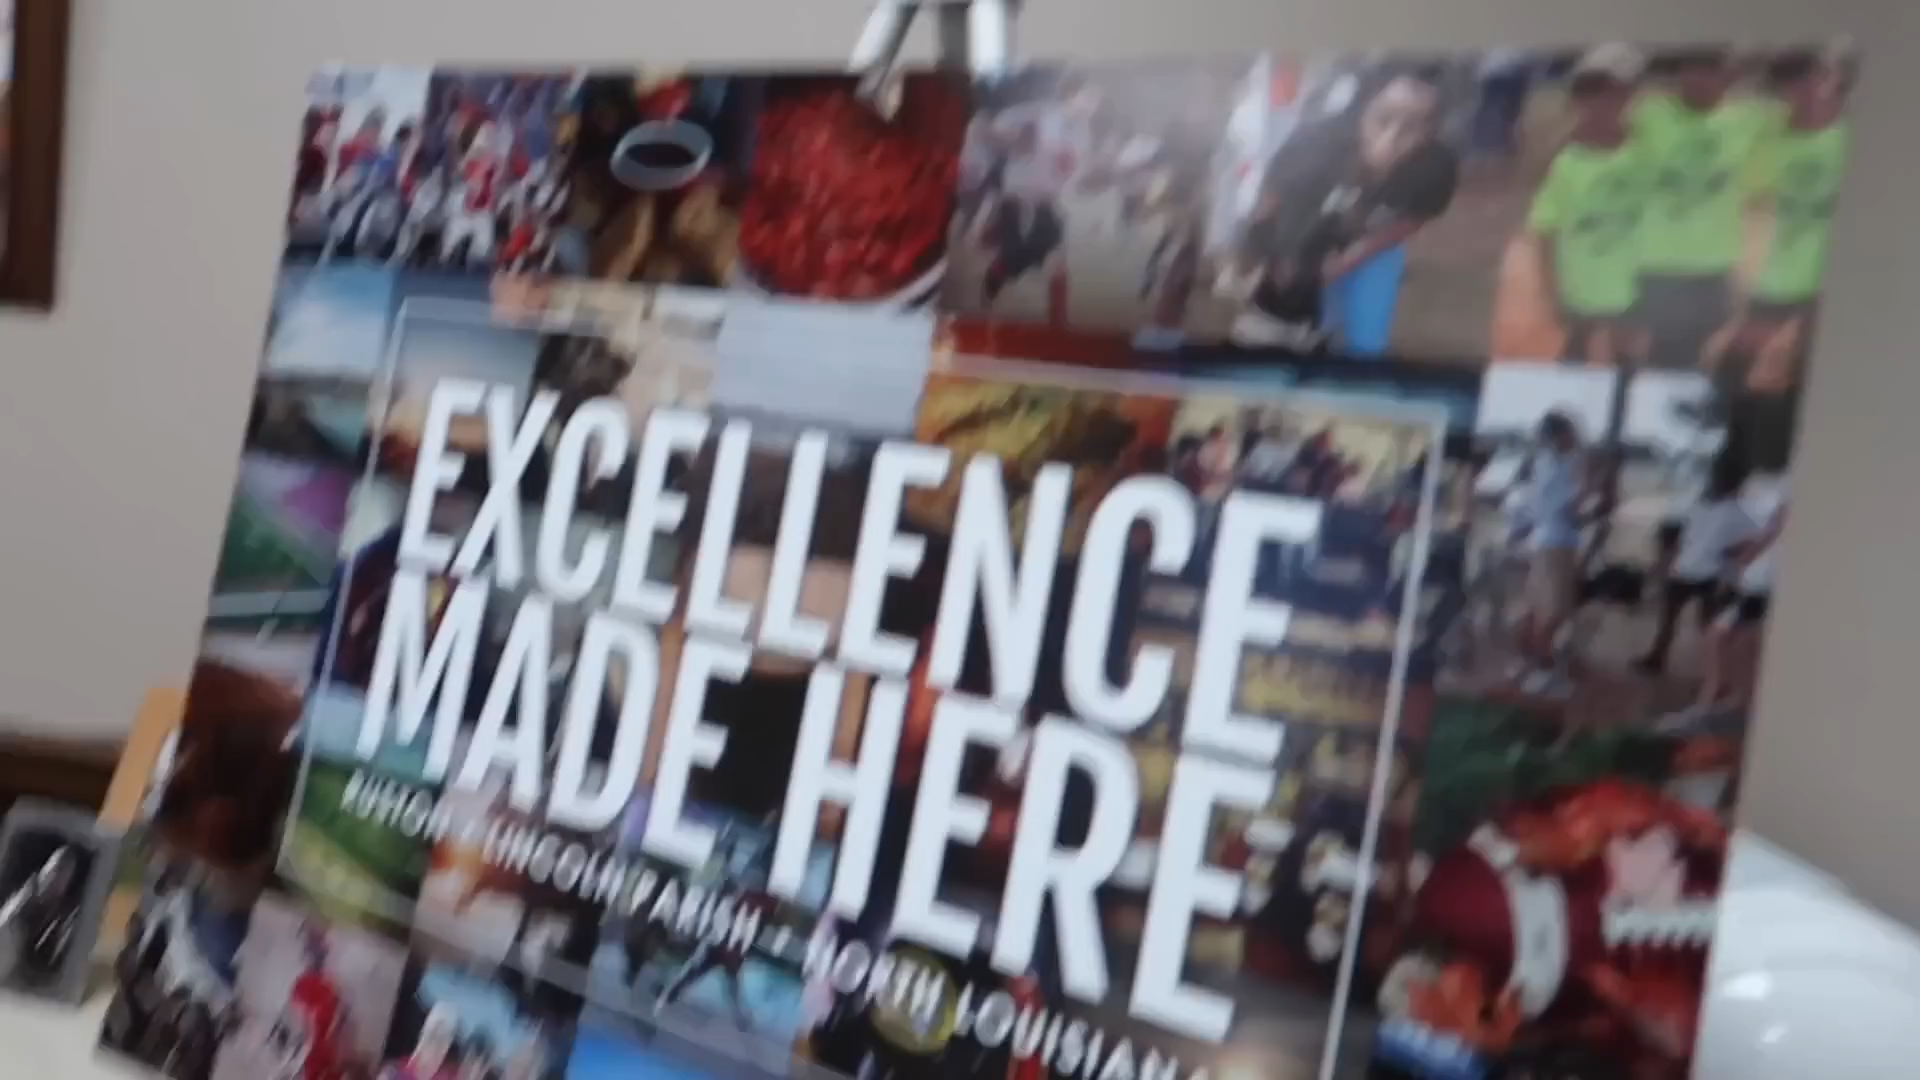 EXCELLENCE
MADE HERE
RUSTON + LINCOLN PARISH + NORTH LOUISIANA